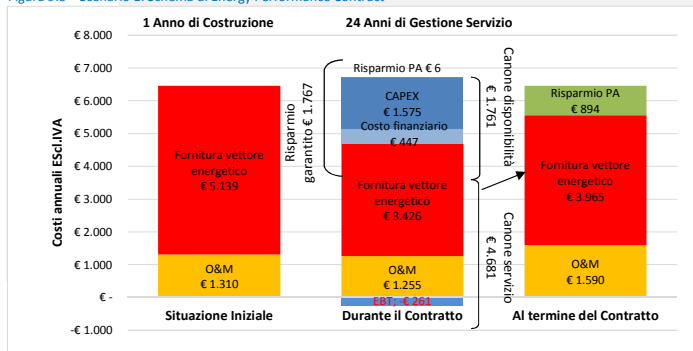 1 Anno di Costruzione
24 Anni di Gestione Servizio
Costi annuali EScl.IVA
€ 8.000
€ 7.000
€ 6.000
€ 5.000
€ 4.000
€ 3.000
€ 2.000
€ 1.000
€ -
-€ 1.000
Fornitura vettore
energetico
€ 5.139
O&M
€ 1.310
Situazione Iniziale
Risparmio
garantito € 1.767
Risparmio PA € 6
CAPEX
€ 1.575
Costo finanziario
€ 447
Fornitura vettore
energetico
€ 3.426
O&M
€ 1.255
EBT; -€ 261
Durante il Contratto
Canone disponibilità
€ 1.761
Canone servizio
€ 4.681
Risparmio PA
€ 894
Fornitura vettore
energetico
€ 3.965
O&M
€ 1.590
Al termine del Contratto